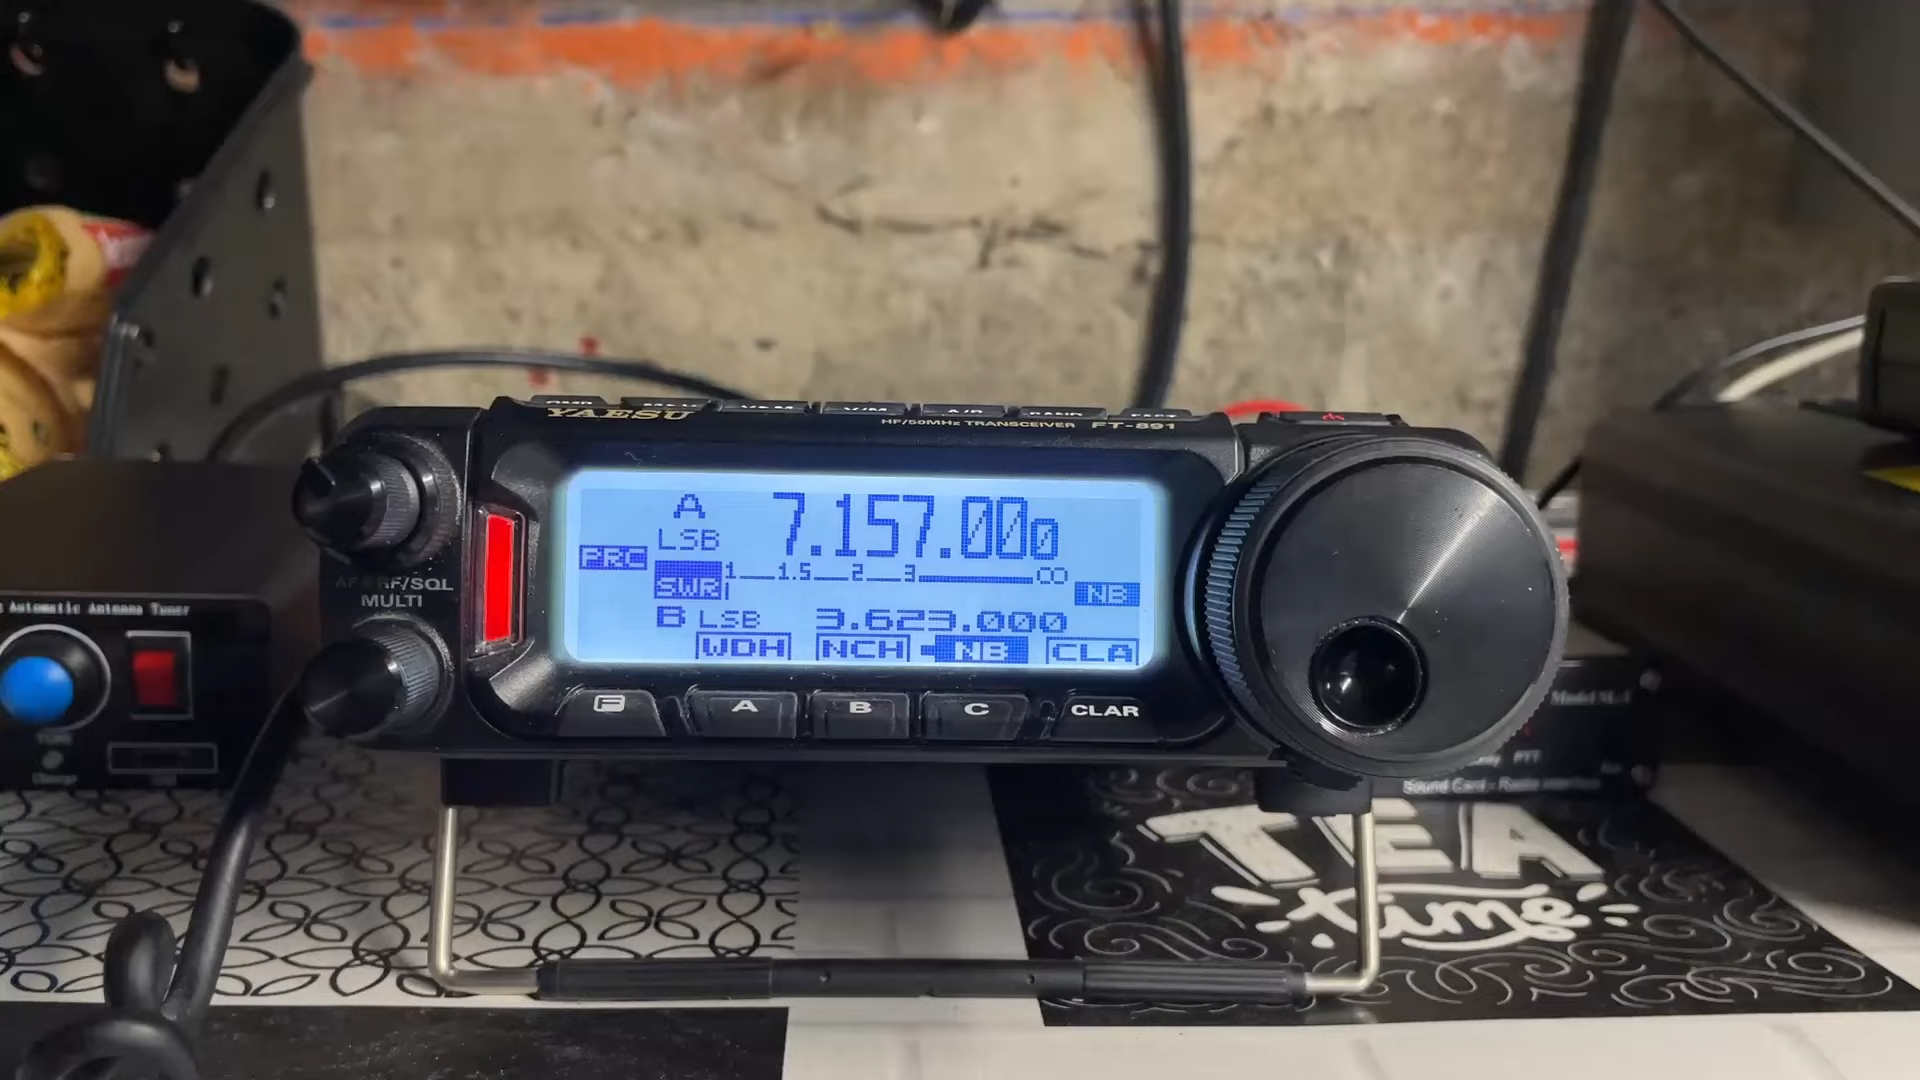 YAESU
HF/50MHz TRANSCEIVER FT-891
A 7.157.000
LSB
PRC
SWR 1 1.5 2 3 ∞
NB
B LSB 3.623.000
WDH NCH NB CLA
AF RF/SQL
MULTI
F A B C CLAR
Automatic Antenna Tuner
PTT
Sound Card - Radio Interface
TEA
time